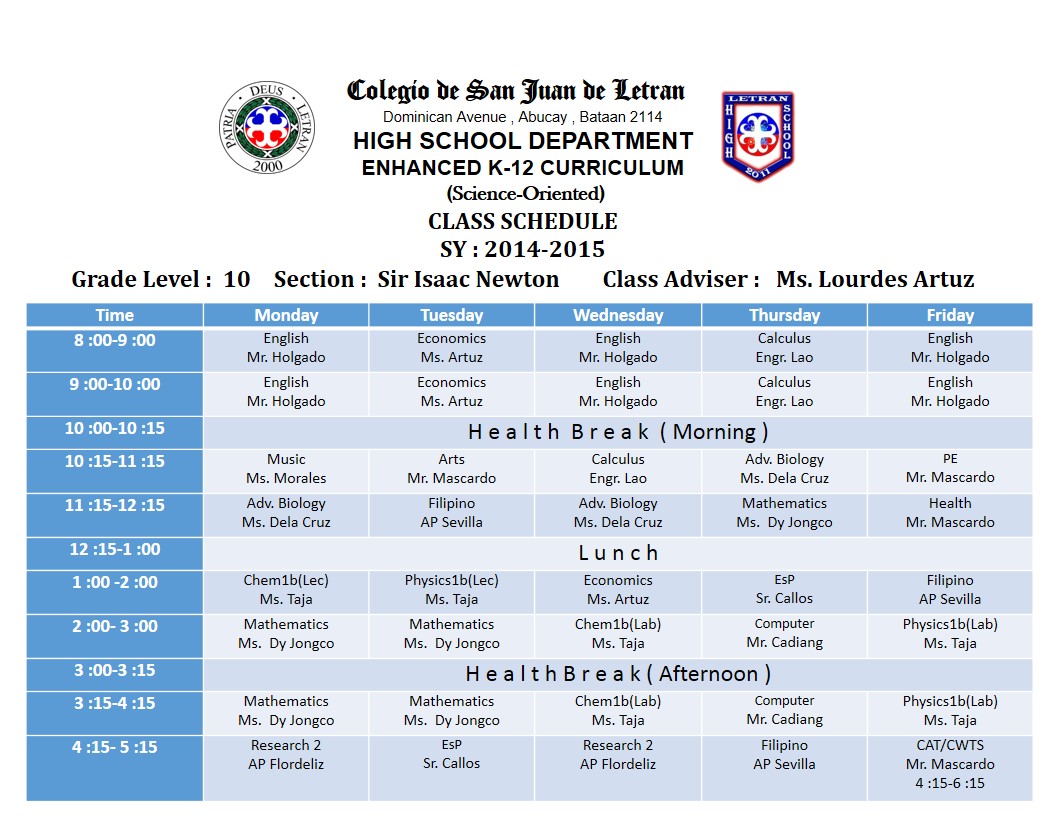 PATRIA · DEUS · LETRAN
2000
Colegio de San Juan de Letran
Dominican Avenue , Abucay , Bataan 2114
HIGH SCHOOL DEPARTMENT
ENHANCED K-12 CURRICULUM
(Science-Oriented)
CLASS SCHEDULE
SY : 2014-2015
LETRAN
HIGH
SCHOOL
2011
Grade Level : 10 Section : Sir Isaac Newton Class Adviser : Ms. Lourdes Artuz
Time Monday Tuesday Wednesday Thursday Friday
8 :00-9 :00 English Economics English Calculus English
Mr. Holgado Ms. Artuz Mr. Holgado Engr. Lao Mr. Holgado
9 :00-10 :00 English Economics English Calculus English
Mr. Holgado Ms. Artuz Mr. Holgado Engr. Lao Mr. Holgado
10 :00-10 :15 Health Break ( Morning )
10 :15-11 :15 Music Arts Calculus Adv. Biology PE
Ms. Morales Mr. Mascardo Engr. Lao Ms. Dela Cruz Mr. Mascardo
11 :15-12 :15 Adv. Biology Filipino Adv. Biology Mathematics Health
Ms. Dela Cruz AP Sevilla Ms. Dela Cruz Ms. Dy Jongco Mr. Mascardo
12 :15-1 :00 Lunch
1 :00 -2 :00 Chem1b(Lec) Physics1b(Lec) Economics EsP Filipino
Ms. Taja Ms. Taja Ms. Artuz Sr. Callos AP Sevilla
2 :00- 3 :00 Mathematics Mathematics Chem1b(Lab) Computer Physics1b(Lab)
Ms. Dy Jongco Ms. Dy Jongco Ms. Taja Mr. Cadiang Ms. Taja
3 :00-3 :15 Health Break ( Afternoon )
3 :15-4 :15 Mathematics Mathematics Chem1b(Lab) Computer Physics1b(Lab)
Ms. Dy Jongco Ms. Dy Jongco Ms. Taja Mr. Cadiang Ms. Taja
4 :15- 5 :15 Research 2 EsP Research 2 Filipino CAT/CWTS
AP Flordeliz Sr. Callos AP Flordeliz AP Sevilla Mr. Mascardo
4 :15-6 :15